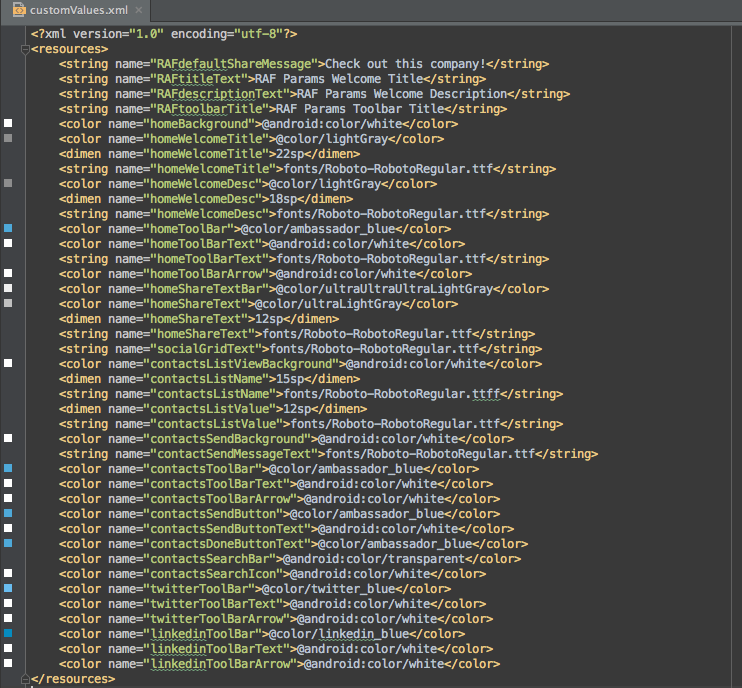 customValues.xml
<?xml version="1.0" encoding="utf-8"?>
<resources>
<string name="RAFdefaultShareMessage">Check out this company!</string>
<string name="RAFtitleText">RAF Params Welcome Title</string>
<string name="RAFdescriptionText">RAF Params Welcome Description</string>
<string name="RAFtoolbarTitle">RAF Params Toolbar Title</string>
<color name="homeBackground">@android:color/white</color>
<color name="homeWelcomeTitle">@color/lightGray</color>
<dimen name="homeWelcomeTitle">22sp</dimen>
<string name="homeWelcomeTitle">fonts/Roboto-RobotoRegular.ttf</string>
<color name="homeWelcomeDesc">@color/lightGray</color>
<dimen name="homeWelcomeDesc">18sp</dimen>
<string name="homeWelcomeDesc">fonts/Roboto-RobotoRegular.ttf</string>
<color name="homeToolBar">@color/ambassador_blue</color>
<color name="homeToolBarText">@android:color/white</color>
<string name="homeToolBarText">fonts/Roboto-RobotoRegular.ttf</string>
<color name="homeToolBarArrow">@android:color/white</color>
<color name="homeShareTextBar">@color/ultraUltraUltraLightGray</color>
<color name="homeShareText">@color/ultraLightGray</color>
<dimen name="homeShareText">12sp</dimen>
<string name="homeShareText">fonts/Roboto-RobotoRegular.ttf</string>
<string name="socialGridText">fonts/Roboto-RobotoRegular.ttf</string>
<color name="contactsListViewBackground">@android:color/white</color>
<dimen name="contactsListName">15sp</dimen>
<string name="contactsListName">fonts/Roboto-RobotoRegular.ttff</string>
<dimen name="contactsListValue">12sp</dimen>
<string name="contactsListValue">fonts/Roboto-RobotoRegular.ttf</string>
<color name="contactsSendBackground">@android:color/white</color>
<string name="contactSendMessageText">fonts/Roboto-RobotoRegular.ttf</string>
<color name="contactsToolBar">@color/ambassador_blue</color>
<color name="contactsToolBarText">@android:color/white</color>
<color name="contactsToolBarArrow">@android:color/white</color>
<color name="contactsSendButton">@color/ambassador_blue</color>
<color name="contactsSendButtonText">@android:color/white</color>
<color name="contactsDoneButtonText">@color/ambassador_blue</color>
<color name="contactsSearchBar">@android:color/transparent</color>
<color name="contactsSearchIcon">@android:color/white</color>
<color name="twitterToolBar">@color/twitter_blue</color>
<color name="twitterToolBarText">@android:color/white</color>
<color name="twitterToolBarArrow">@android:color/white</color>
<color name="linkedinToolBar">@color/linkedin_blue</color>
<color name="linkedinToolBarText">@android:color/white</color>
<color name="linkedinToolBarArrow">@android:color/white</color>
</resources>